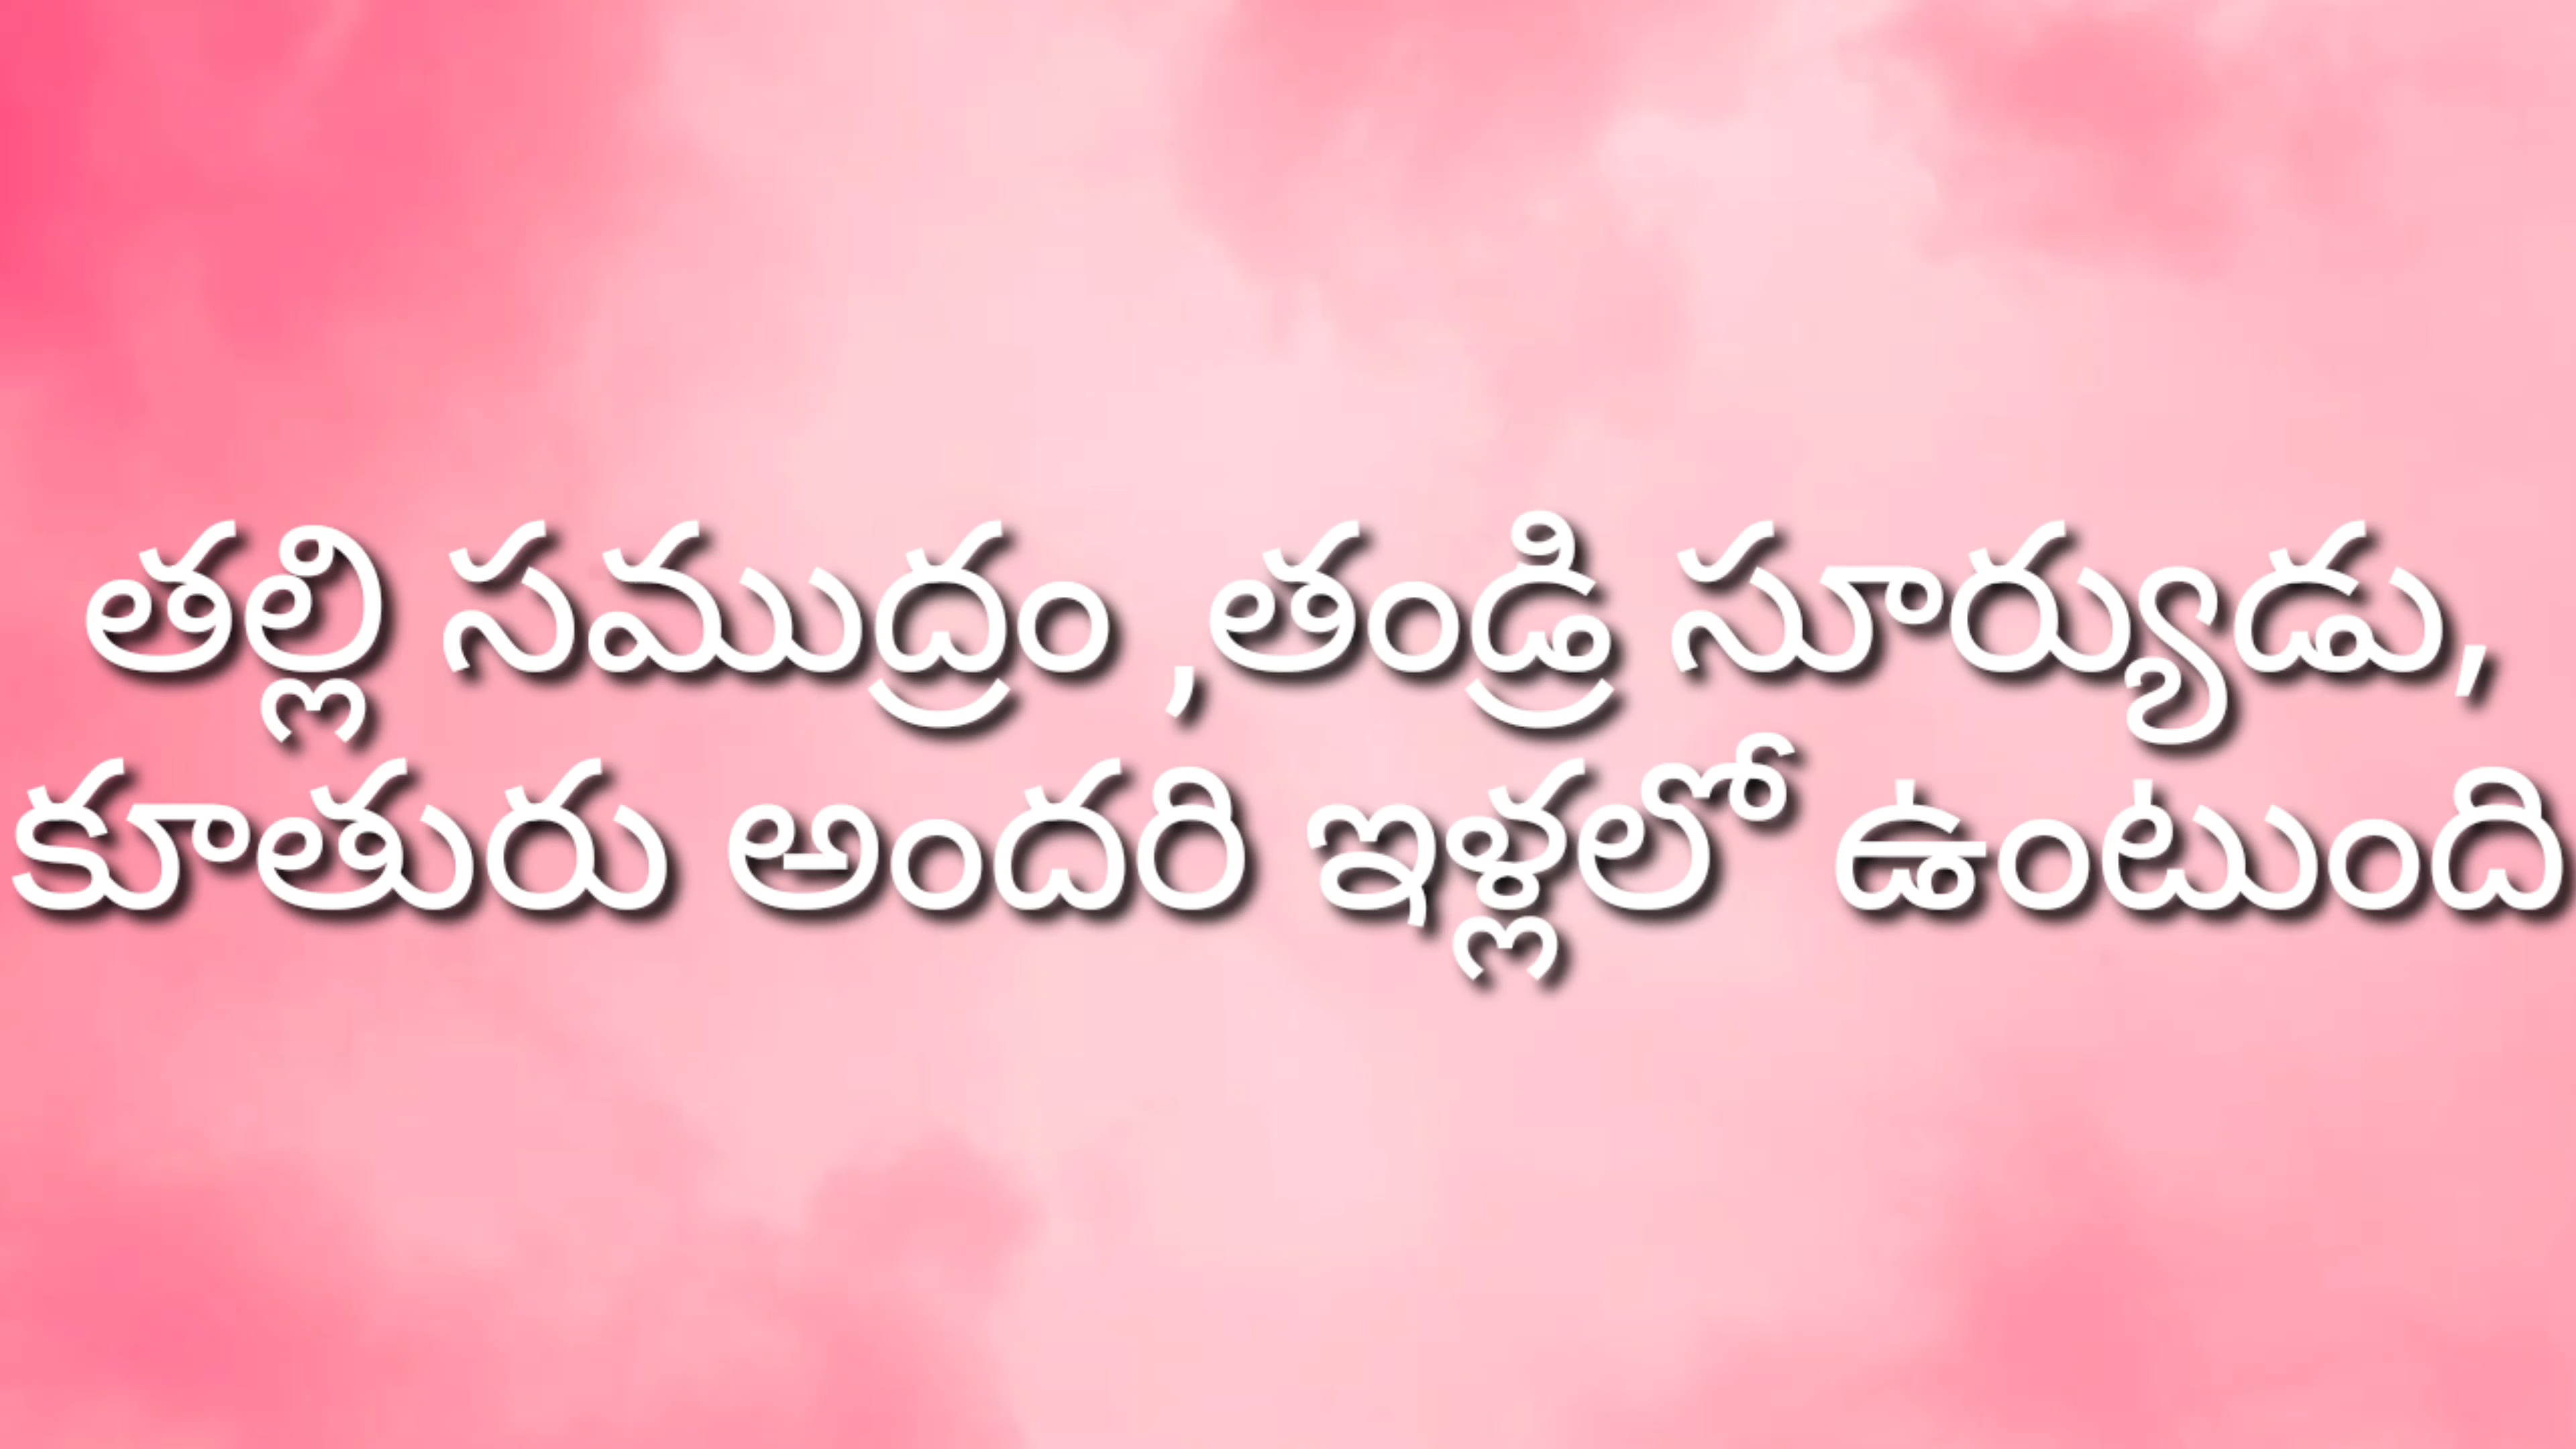 తల్లి సముద్రం ,తండ్రి సూర్యుడు,
కూతురు అందరి ఇళ్లలో ఉంటుంది